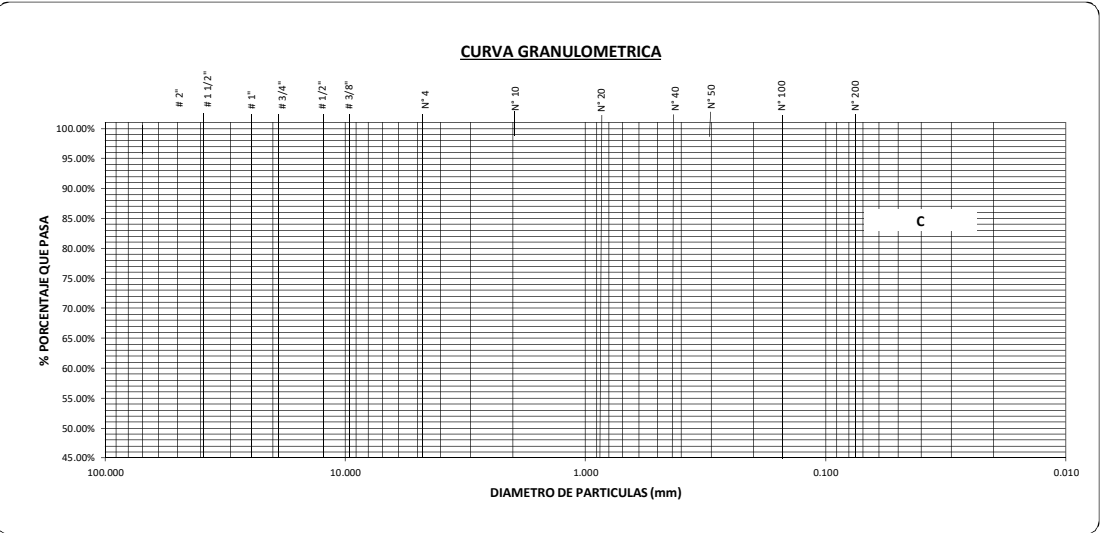 CURVA GRANULOMETRICA
# 2" # 1 1/2" # 1" # 3/4" # 1/2" # 3/8" N° 4 N° 10 N° 20 N° 40 N° 50 N° 100 N° 200
% PORCENTAJE QUE PASA
100.00%
95.00%
90.00%
85.00%
C
80.00%
75.00%
70.00%
65.00%
60.00%
55.00%
50.00%
45.00%
100.000 10.000 1.000 0.100 0.010
DIAMETRO DE PARTICULAS (mm)